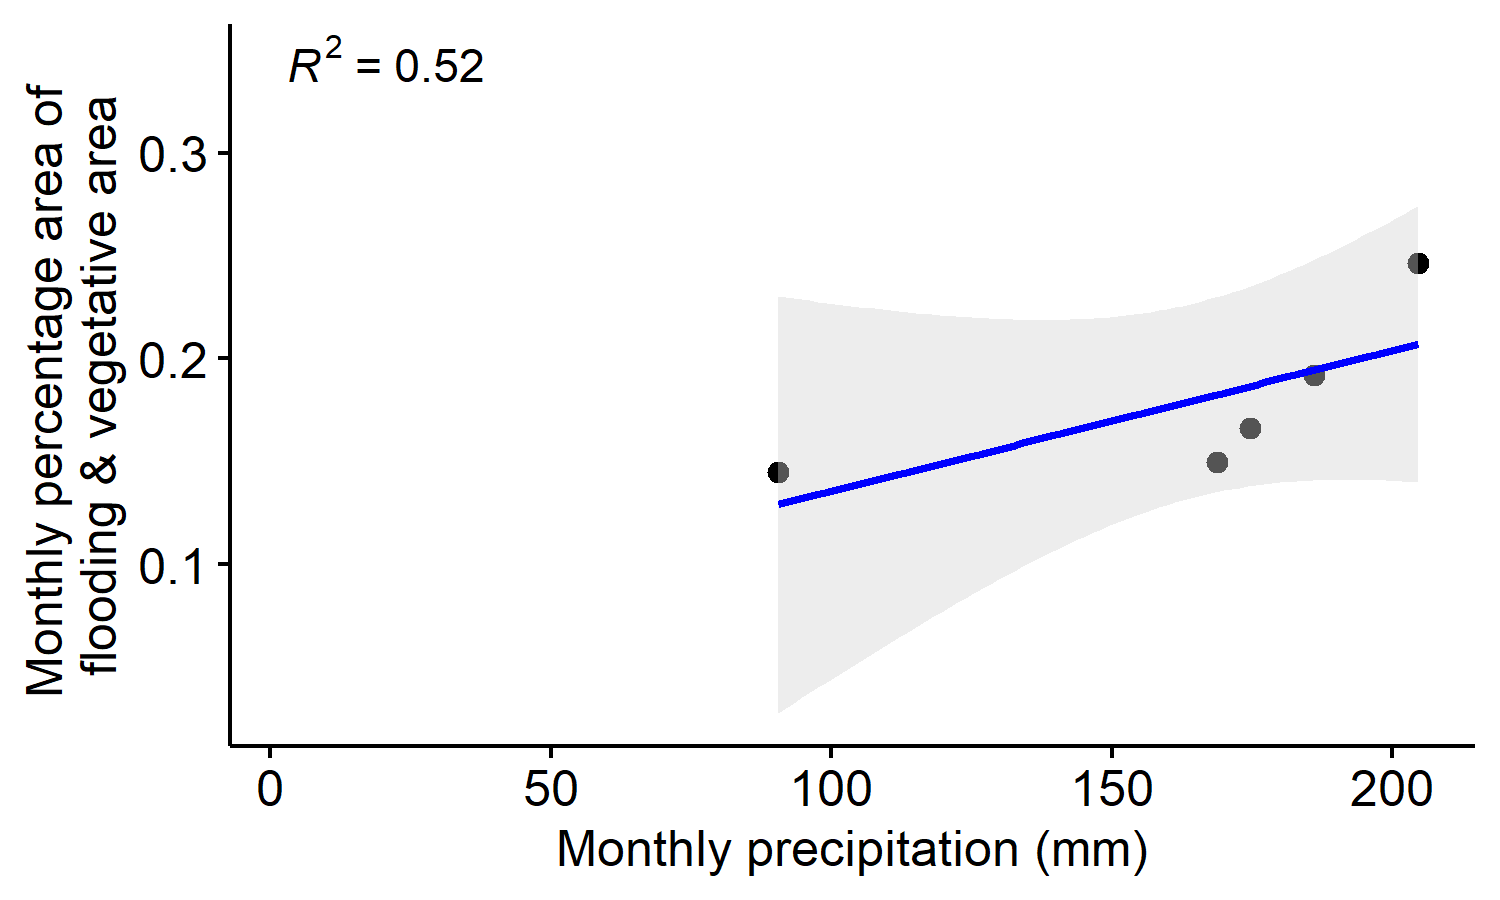 R² = 0.52
Monthly percentage area of
flooding & vegetative area
0.3
0.2
0.1
0 50 100 150 200
Monthly precipitation (mm)